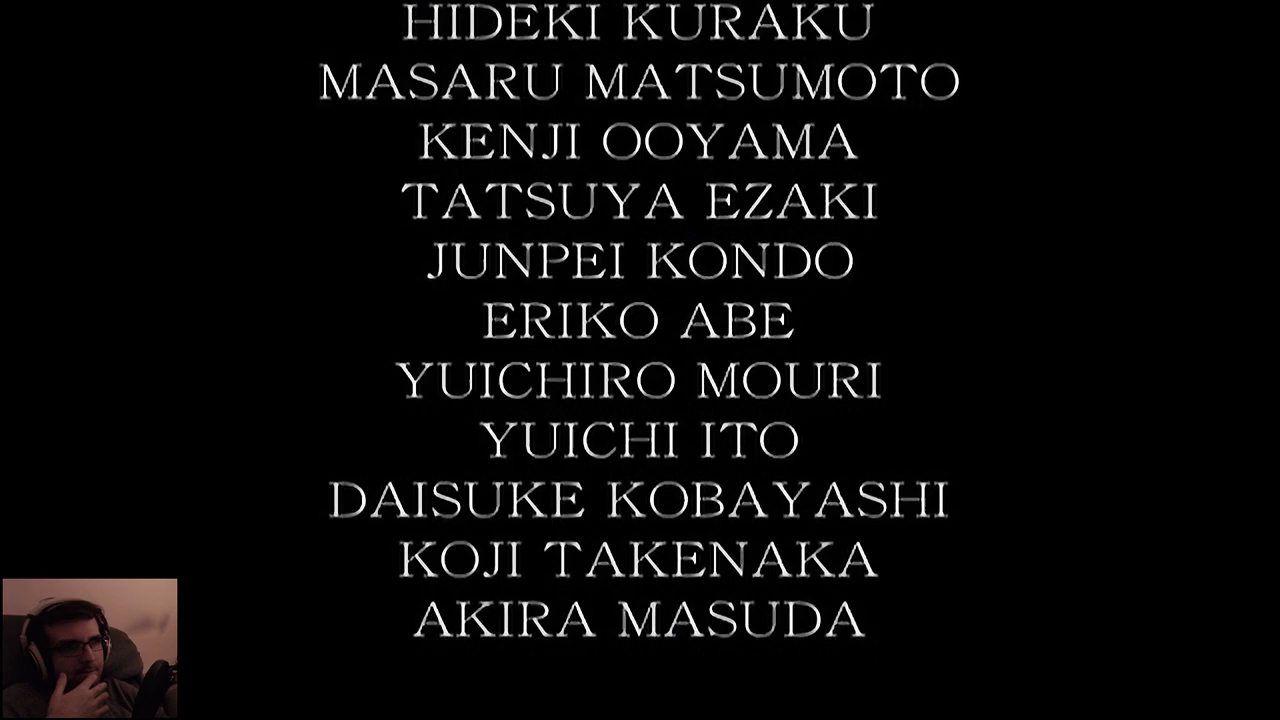 HIDEKI KURAKU
MASARU MATSUMOTO
KENJI OOYAMA
TATSUYA EZAKI
JUNPEI KONDO
ERIKO ABE
YUICHIRO MOURI
YUICHI ITO
DAISUKE KOBAYASHI
KOJI TAKENAKA
AKIRA MASUDA